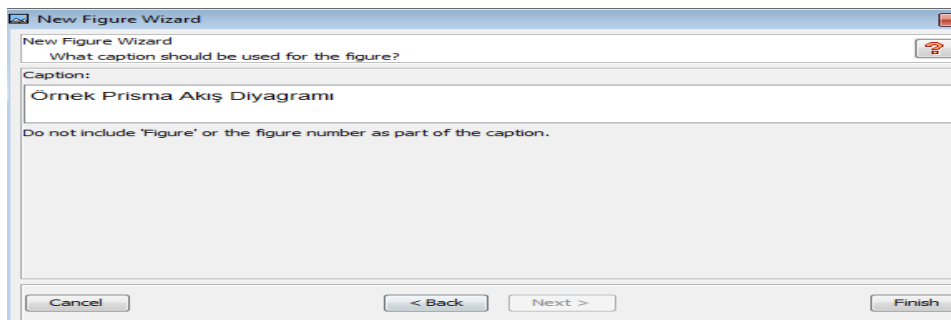 New Figure Wizard
New Figure Wizard
What caption should be used for the figure?
?
Caption:
Örnek Prisma Akış Diyagramı
Do not include 'Figure' or the figure number as part of the caption.
Cancel
< Back
Next >
Finish